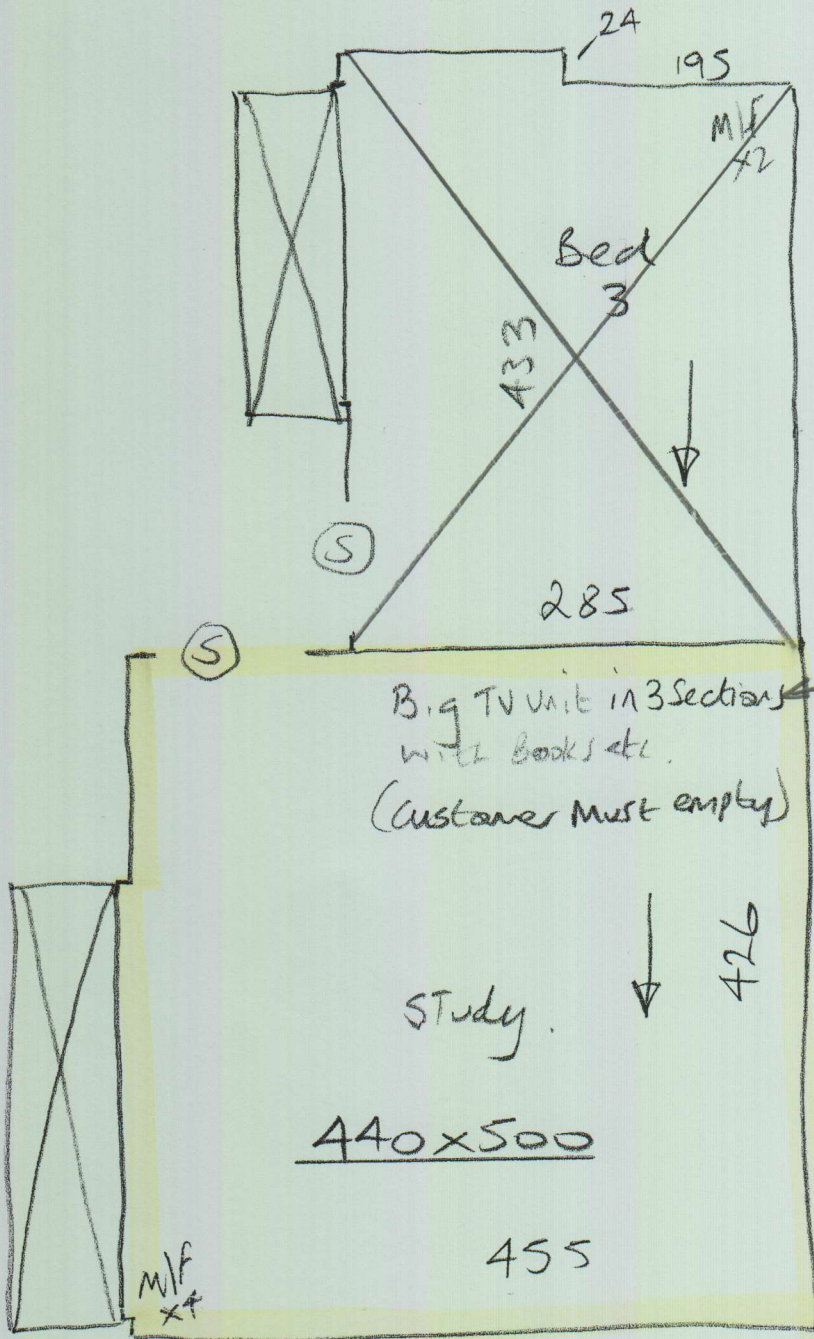 24
195
M/F
x2
Bed
3
433
S
285
S
Big TV unit in 3 Sections
with Books etc.
(Customer Must empty)
426
Study.
440x500
455
M/F
x4